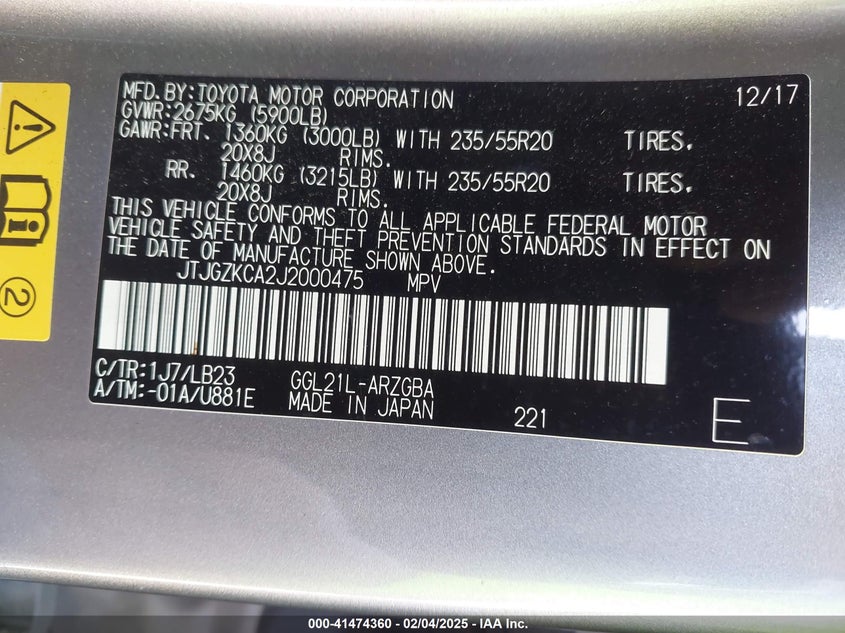 MFD. BY: TOYOTA MOTOR CORPORATION 12/17
GVWR: 2675KG (5900LB)
GAWR: FRT. 1360KG (3000LB) WITH 235/55R20 TIRES.
20X8J RIMS.
RR. 1460KG (3215LB) WITH 235/55R20 TIRES.
20X8J RIMS.
THIS VEHICLE CONFORMS TO ALL APPLICABLE FEDERAL MOTOR
VEHICLE SAFETY AND THEFT PREVENTION STANDARDS IN EFFECT ON
THE DATE OF MANUFACTURE SHOWN ABOVE.
JTJGZKCA2J2000475 MPV
C/TR: 1J7/LB23 GGL21L-ARZGBA
A/TM: -01A/U881E MADE IN JAPAN 221 E
2
000-41474360 - 02/04/2025 - IAA Inc.